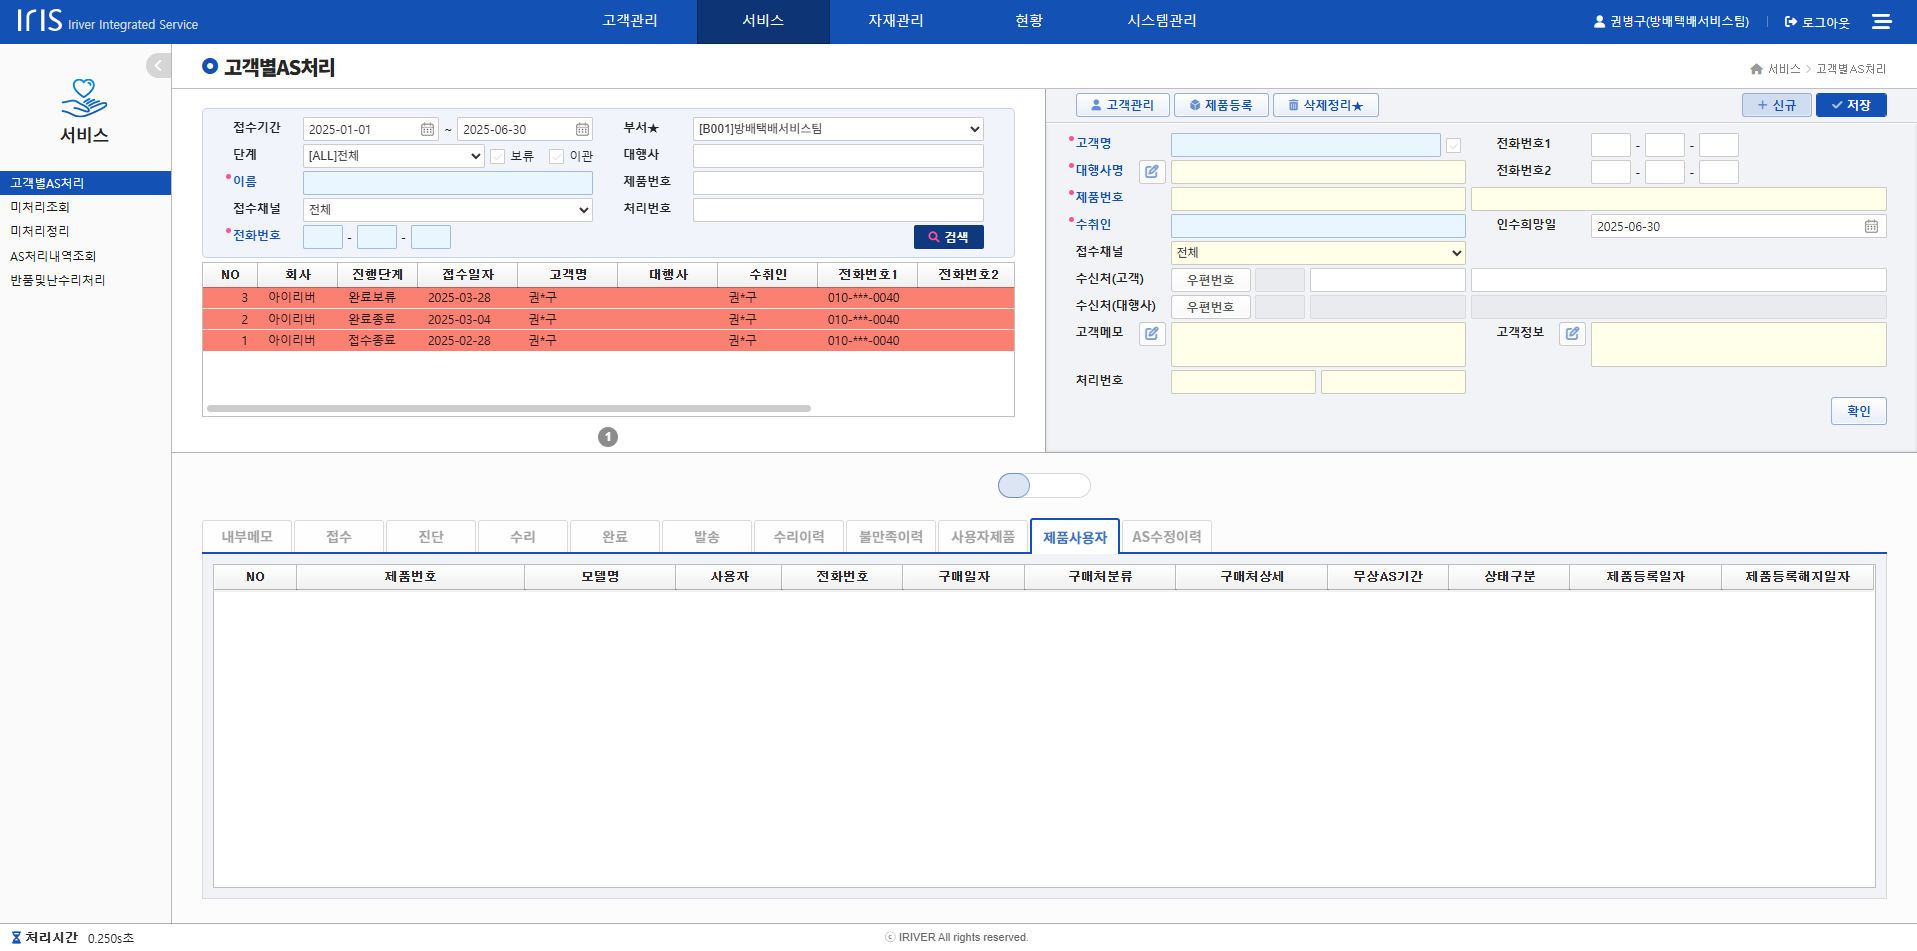 IRIS Iriver Integrated Service
고객관리 서비스 자재관리 현황 시스템관리
권병구(방배택배서비스팀) 로그아웃
서비스
고객별AS처리
미처리조회
미처리정리
AS처리내역조회
반품및난수리처리
고객별AS처리
서비스 > 고객별AS처리
접수기간 2025-01-01 ~ 2025-06-30 부서★ [B001]방배택배서비스팀
단계 [ALL]전체 보류 이관 대행사
*이름 제품번호
접수채널 전체 처리번호
*전화번호 - - 검색
NO 회사 진행단계 접수일자 고객명 대행사 수취인 전화번호1 전화번호2
3 아이리버 완료보류 2025-03-28 권*구 권*구 010-***-0040
2 아이리버 완료종료 2025-03-04 권*구 권*구 010-***-0040
1 아이리버 접수종료 2025-02-28 권*구 권*구 010-***-0040
1
고객관리 제품등록 삭제정리★ + 신규 저장
*고객명 전화번호1 - -
*대행사명 전화번호2 - -
*제품번호
*수취인 인수희망일 2025-06-30
접수채널 전체
수신처(고객) 우편번호
수신처(대행사) 우편번호
고객메모 고객정보
처리번호
확인
내부메모 접수 진단 수리 완료 발송 수리이력 불만족이력 사용자제품 제품사용자 AS수정이력
NO 제품번호 모델명 사용자 전화번호 구매일자 구매처분류 구매처상세 무상AS기간 상태구분 제품등록일자 제품등록해지일자
처리시간 0.250s초
ⓒ IRIVER All rights reserved.